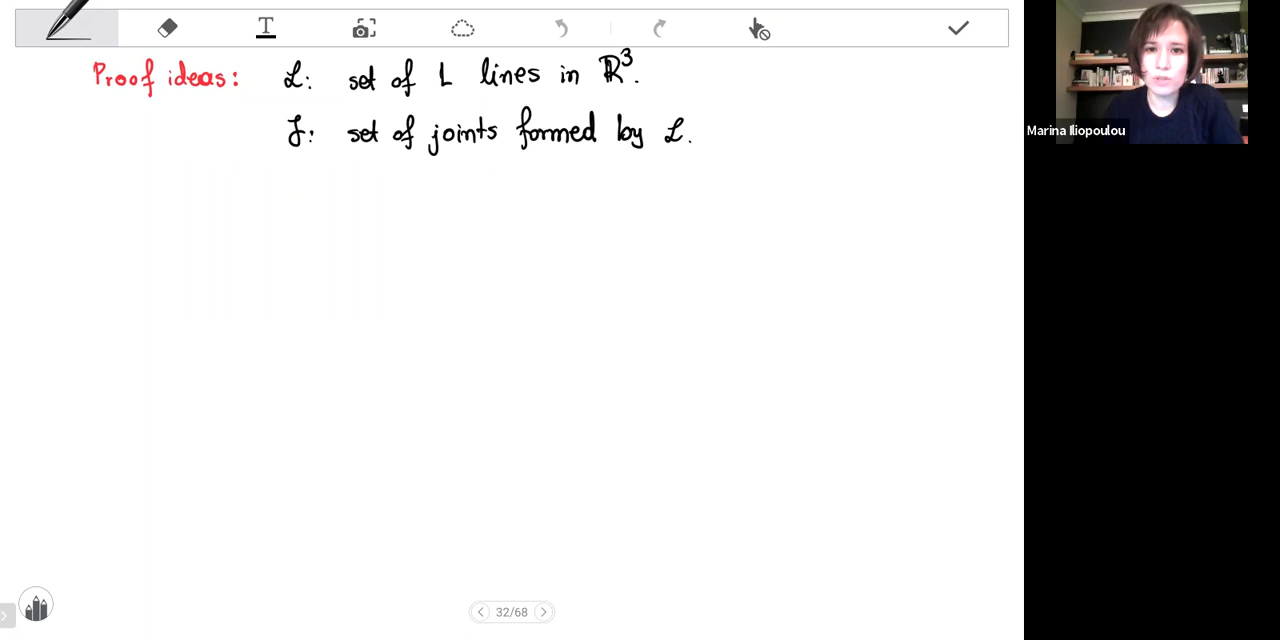 T
Proof ideas: ℒ: set of L lines in ℝ³.
J: set of joints formed by ℒ.
Marina Iliopoulou
32/68